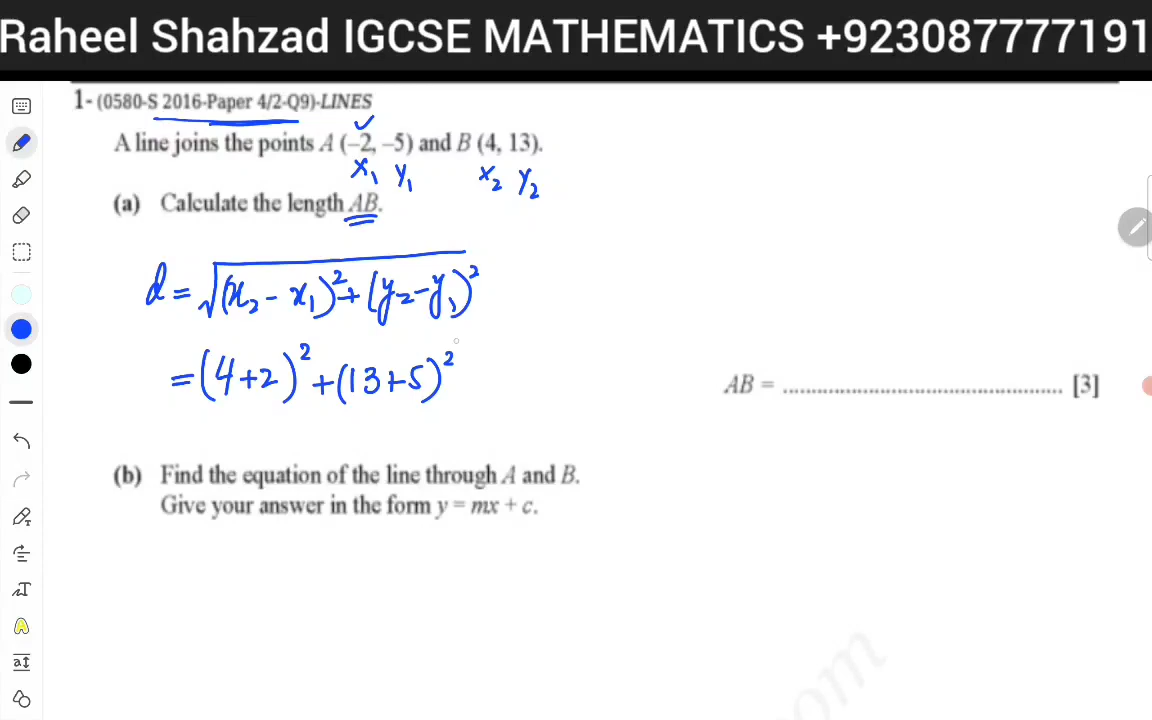 Raheel Shahzad IGCSE MATHEMATICS +923087777191
1- (0580-S 2016-Paper 4/2-Q9)-LINES
A line joins the points A (−2, −5) and B (4, 13).
x₁ y₁ x₂ y₂
(a) Calculate the length AB.
d = √(x₂ − x₁)² + (y₂ − y₁)²
= (4+2)² + (13+5)²
AB = ................................................ [3]
(b) Find the equation of the line through A and B.
Give your answer in the form y = mx + c.